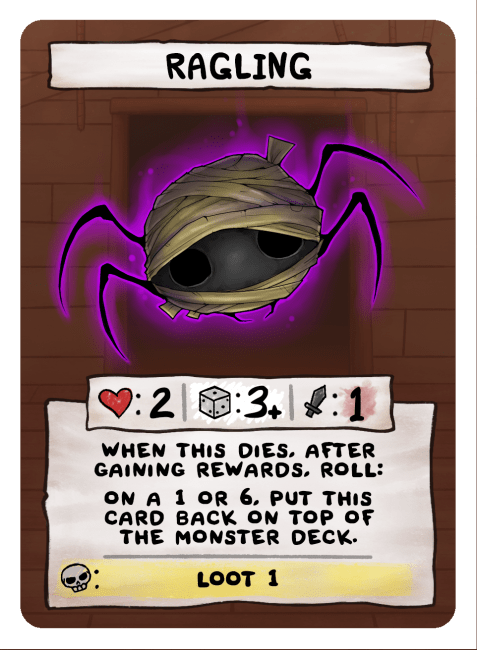 RAGLING
:2 :3+ :1
WHEN THIS DIES, AFTER
GAINING REWARDS, ROLL:
ON A 1 OR 6, PUT THIS
CARD BACK ON TOP OF
THE MONSTER DECK.
: LOOT 1